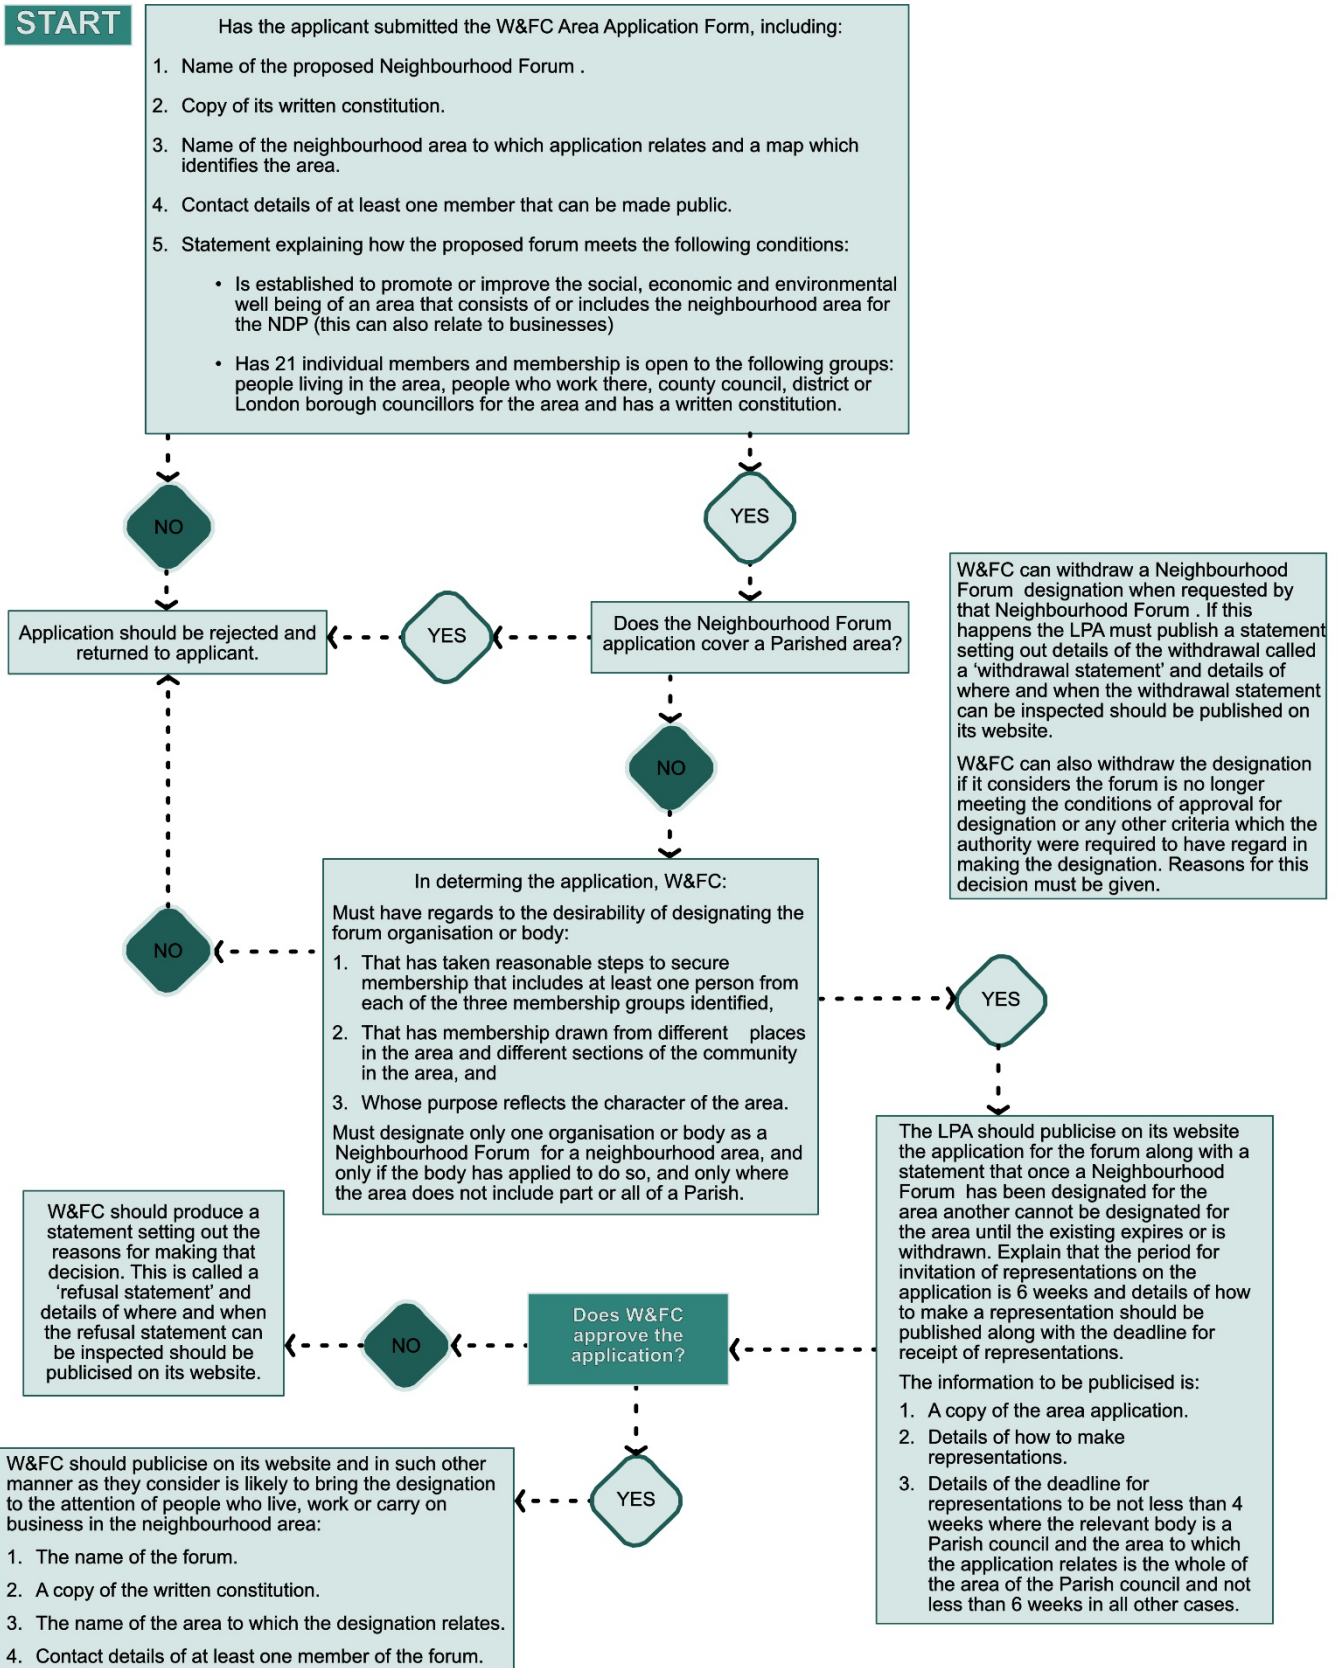 START
Has the applicant submitted the W&FC Area Application Form, including:
1. Name of the proposed Neighbourhood Forum .
2. Copy of its written constitution.
3. Name of the neighbourhood area to which application relates and a map which
identifies the area.
4. Contact details of at least one member that can be made public.
5. Statement explaining how the proposed forum meets the following conditions:
• Is established to promote or improve the social, economic and environmental
well being of an area that consists of or includes the neighbourhood area for
the NDP (this can also relate to businesses)
• Has 21 individual members and membership is open to the following groups:
people living in the area, people who work there, county council, district or
London borough councillors for the area and has a written constitution.
NO
YES
Application should be rejected and
returned to applicant.
YES
Does the Neighbourhood Forum
application cover a Parished area?
W&FC can withdraw a Neighbourhood
Forum designation when requested by
that Neighbourhood Forum . If this
happens the LPA must publish a statement
setting out details of the withdrawal called
a ‘withdrawal statement’ and details of
where and when the withdrawal statement
can be inspected should be published on
its website.
W&FC can also withdraw the designation
if it considers the forum is no longer
meeting the conditions of approval for
designation or any other criteria which the
authority were required to have regard in
making the designation. Reasons for this
decision must be given.
NO
In determing the application, W&FC:
Must have regards to the desirability of designating the
forum organisation or body:
1. That has taken reasonable steps to secure
membership that includes at least one person from
each of the three membership groups identified,
2. That has membership drawn from different places
in the area and different sections of the community
in the area, and
3. Whose purpose reflects the character of the area.
Must designate only one organisation or body as a
Neighbourhood Forum for a neighbourhood area, and
only if the body has applied to do so, and only where
the area does not include part or all of a Parish.
NO
YES
The LPA should publicise on its website
the application for the forum along with a
statement that once a Neighbourhood
Forum has been designated for the
area another cannot be designated for
the area until the existing expires or is
withdrawn. Explain that the period for
invitation of representations on the
application is 6 weeks and details of how
to make a representation should be
published along with the deadline for
receipt of representations.
The information to be publicised is:
1. A copy of the area application.
2. Details of how to make
representations.
3. Details of the deadline for
representations to be not less than 4
weeks where the relevant body is a
Parish council and the area to which
the application relates is the whole of
the area of the Parish council and not
less than 6 weeks in all other cases.
Does W&FC
approve the
application?
NO
W&FC should produce a
statement setting out the
reasons for making that
decision. This is called a
‘refusal statement’ and
details of where and when
the refusal statement can
be inspected should be
publicised on its website.
YES
W&FC should publicise on its website and in such other
manner as they consider is likely to bring the designation
to the attention of people who live, work or carry on
business in the neighbourhood area:
1. The name of the forum.
2. A copy of the written constitution.
3. The name of the area to which the designation relates.
4. Contact details of at least one member of the forum.